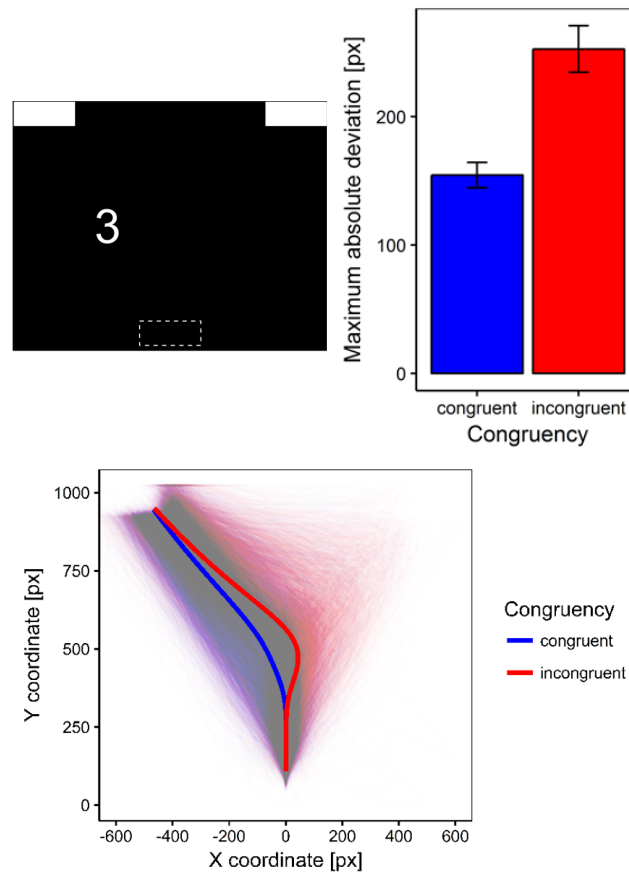 3
Maximum absolute deviation [px]
200
100
0
congruent incongruent
Congruency
Y coordinate [px]
1000
750
500
250
0
-600 -400 -200 0 200 400 600
X coordinate [px]
Congruency
congruent
incongruent